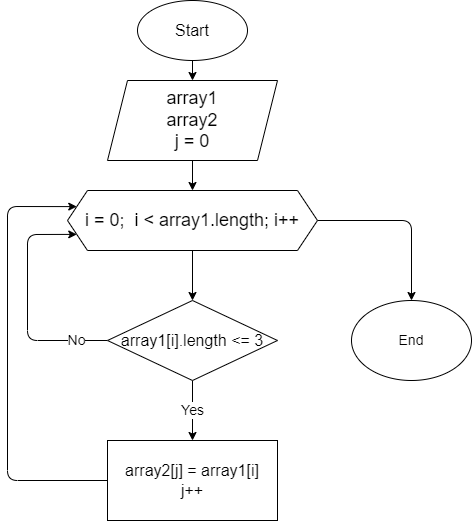 Start
array1
array2
j = 0
i = 0;  i < array1.length; i++
No
array1[i].length <= 3
End
Yes
array2[j] = array1[i]
j++